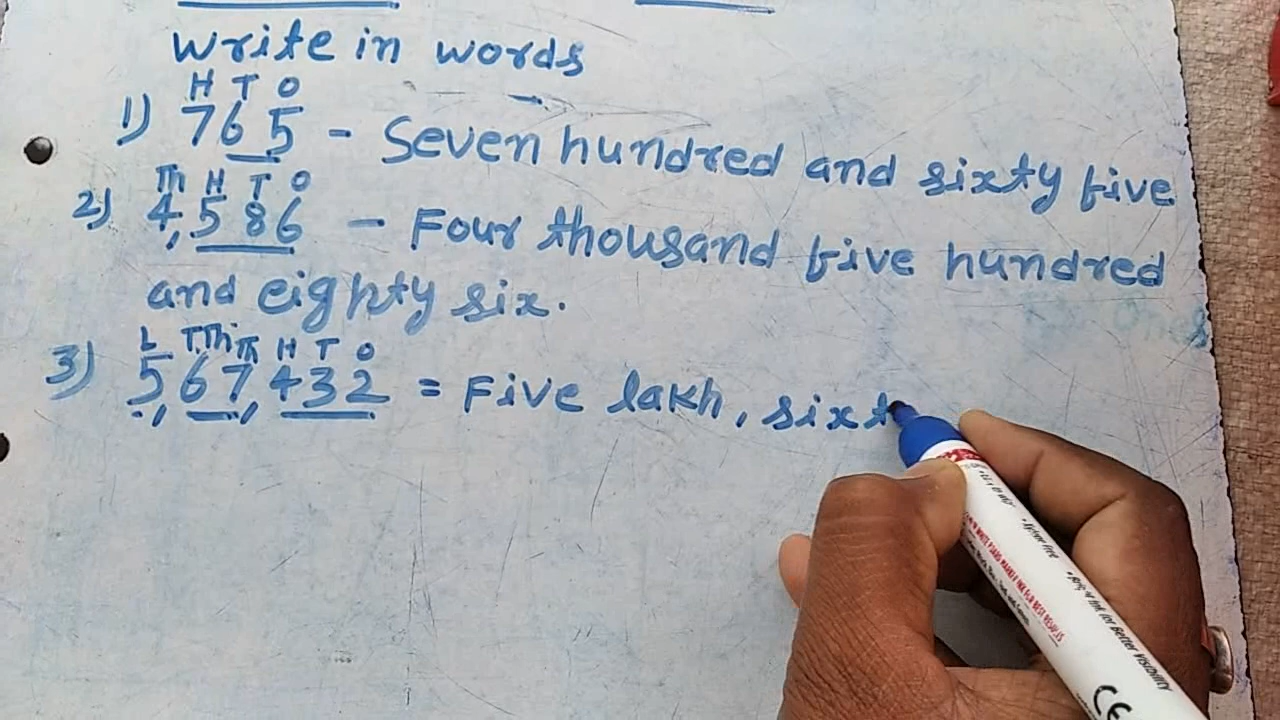 Write in words
H T O
1) 765 - Seven hundred and sixty five
Th H T O
2) 4,586 - Four thousand five hundred
and eighty six.
L T.Th Th H T O
3) 5,67,432 = Five lakh, sixt
CE